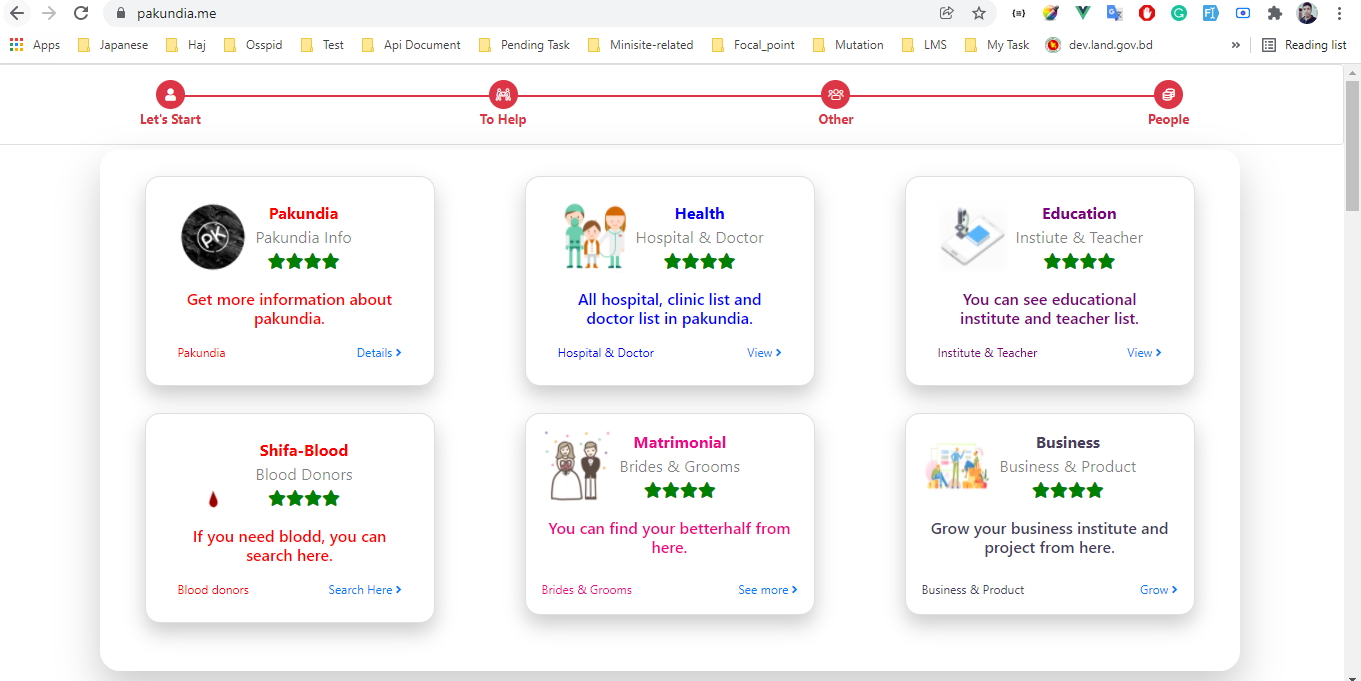 pakundia.me
Apps Japanese Haj Osspid Test Api Document Pending Task Minisite-related Focal_point Mutation LMS My Task dev.land.gov.bd » Reading list
Let's Start To Help Other People
Pakundia
Pakundia Info
Get more information about
pakundia.
Pakundia Details
Health
Hospital & Doctor
All hospital, clinic list and
doctor list in pakundia.
Hospital & Doctor View
Education
Instiute & Teacher
You can see educational
institute and teacher list.
Institute & Teacher View
Shifa-Blood
Blood Donors
If you need blodd, you can
search here.
Blood donors Search Here
Matrimonial
Brides & Grooms
You can find your betterhalf from
here.
Brides & Grooms See more
Business
Business & Product
Grow your business institute and
project from here.
Business & Product Grow